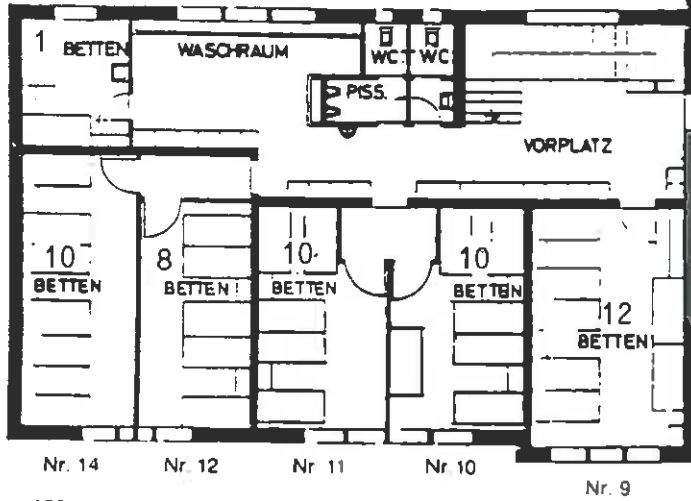 1
BETTEN
WASCHRAUM
WC
WC
PISS.
VORPLATZ
10
BETTEN
8
BETTEN
10
BETTEN
10
BETTEN
12
BETTEN
Nr. 14
Nr. 12
Nr. 11
Nr. 10
Nr. 9